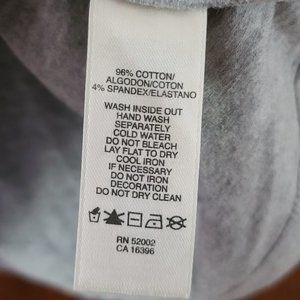 96% COTTON/
ALGODON/COTON
4% SPANDEX/ELASTANO
WASH INSIDE OUT
HAND WASH
SEPARATELY
COLD WATER
DO NOT BLEACH
LAY FLAT TO DRY
COOL IRON
IF NECESSARY
DO NOT IRON
DECORATION
DO NOT DRY CLEAN
RN 52002
CA 16396